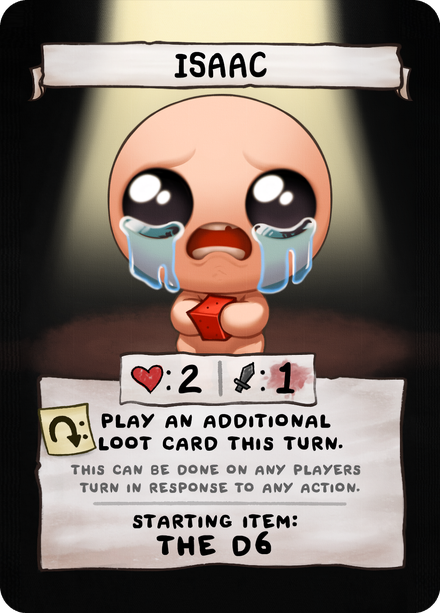 ISAAC
:2 | :1
:PLAY AN ADDITIONAL
LOOT CARD THIS TURN.
THIS CAN BE DONE ON ANY PLAYERS
TURN IN RESPONSE TO ANY ACTION.
STARTING ITEM:
THE D6